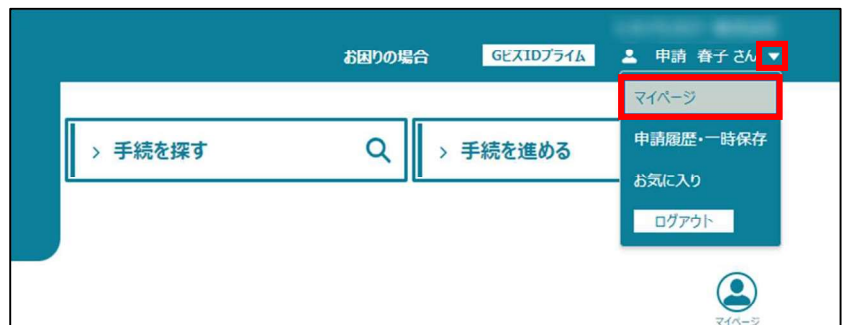 お困りの場合
GビズIDプライム
申請 春子 さん
マイページ
申請履歴・一時保存
お気に入り
ログアウト
> 手続を探す
> 手続を進める
マイページ